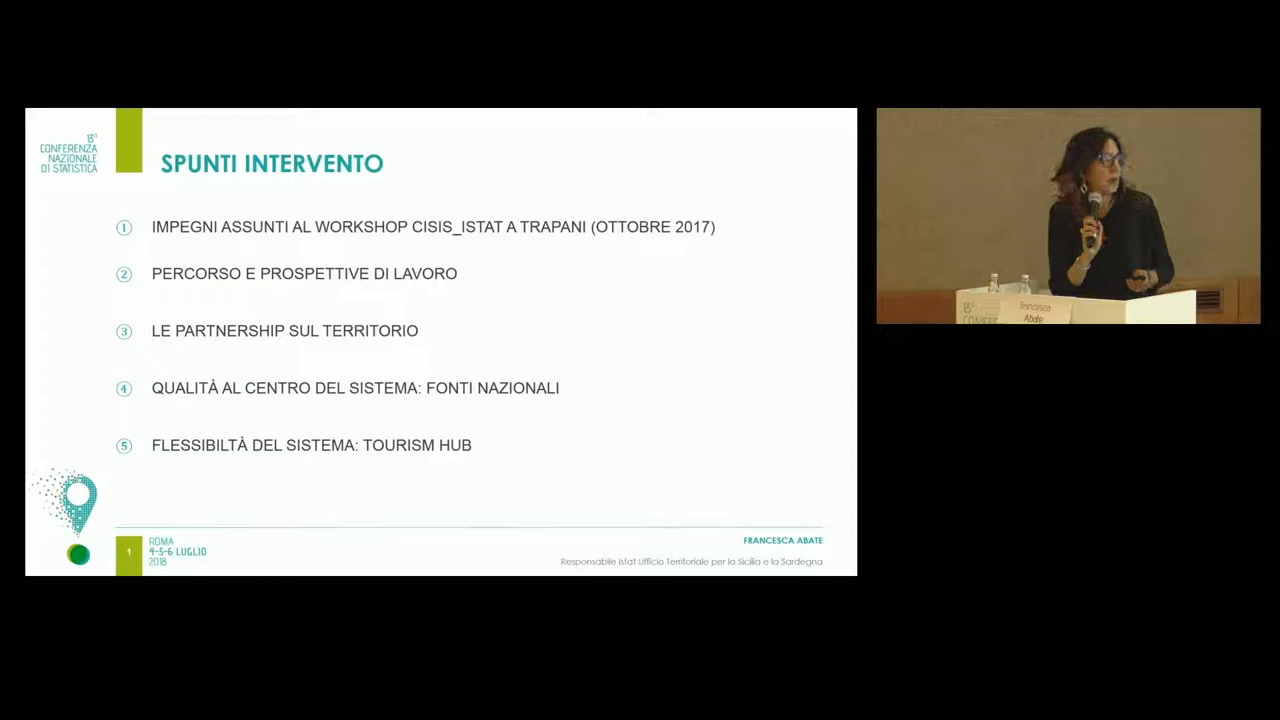 13°
CONFERENZA
NAZIONALE
DI STATISTICA
SPUNTI INTERVENTO
1 IMPEGNI ASSUNTI AL WORKSHOP CISIS_ISTAT A TRAPANI (OTTOBRE 2017)
2 PERCORSO E PROSPETTIVE DI LAVORO
3 LE PARTNERSHIP SUL TERRITORIO
4 QUALITÀ AL CENTRO DEL SISTEMA: FONTI NAZIONALI
5 FLESSIBILTÀ DEL SISTEMA: TOURISM HUB
1
ROMA
4-5-6 LUGLIO
2018
FRANCESCA ABATE
Responsabile Istat Ufficio Territoriale per la Sicilia e la Sardegna
13°
Francesca
Abate